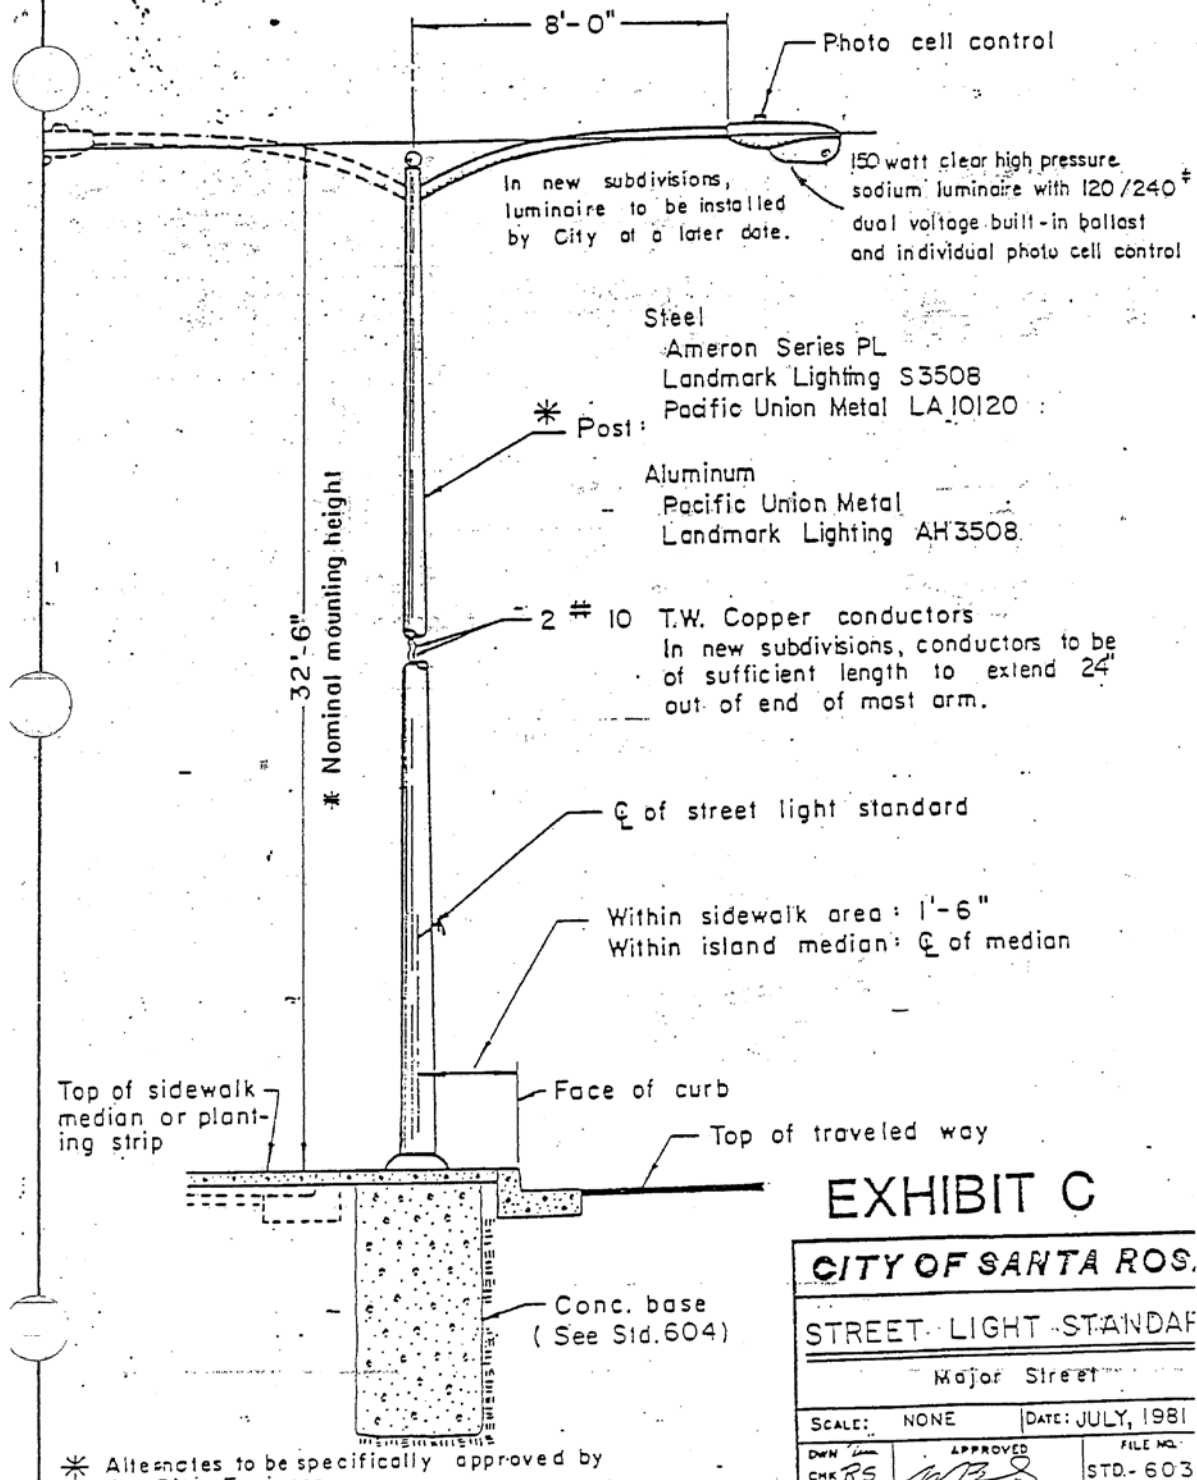 8'-0"
Photo cell control
150 watt clear high pressure
sodium luminaire with 120/240 ‡
dual voltage built-in ballast
and individual photo cell control
In new subdivisions,
luminaire to be installed
by City at a later date.
Steel
Ameron Series PL
Landmark Lighting S3508
Pacific Union Metal LA10120
* Post:
Aluminum
Pacific Union Metal
Landmark Lighting AH3508
32'-6"
* Nominal mounting height
2 # 10 T.W. Copper conductors
In new subdivisions, conductors to be
of sufficient length to extend 24"
out of end of mast arm.
℄ of street light standard
Within sidewalk area: 1'-6"
Within island median: ℄ of median
Top of sidewalk
median or plant-
ing strip
Face of curb
Top of traveled way
EXHIBIT C
CITY OF SANTA ROS
STREET LIGHT STANDAR
Major Street
SCALE: NONE DATE: JULY, 1981
DWN APPROVED FILE NO.
CHK RS STD.-603
Conc. base
(See Std. 604)
* Alternates to be specifically approved by